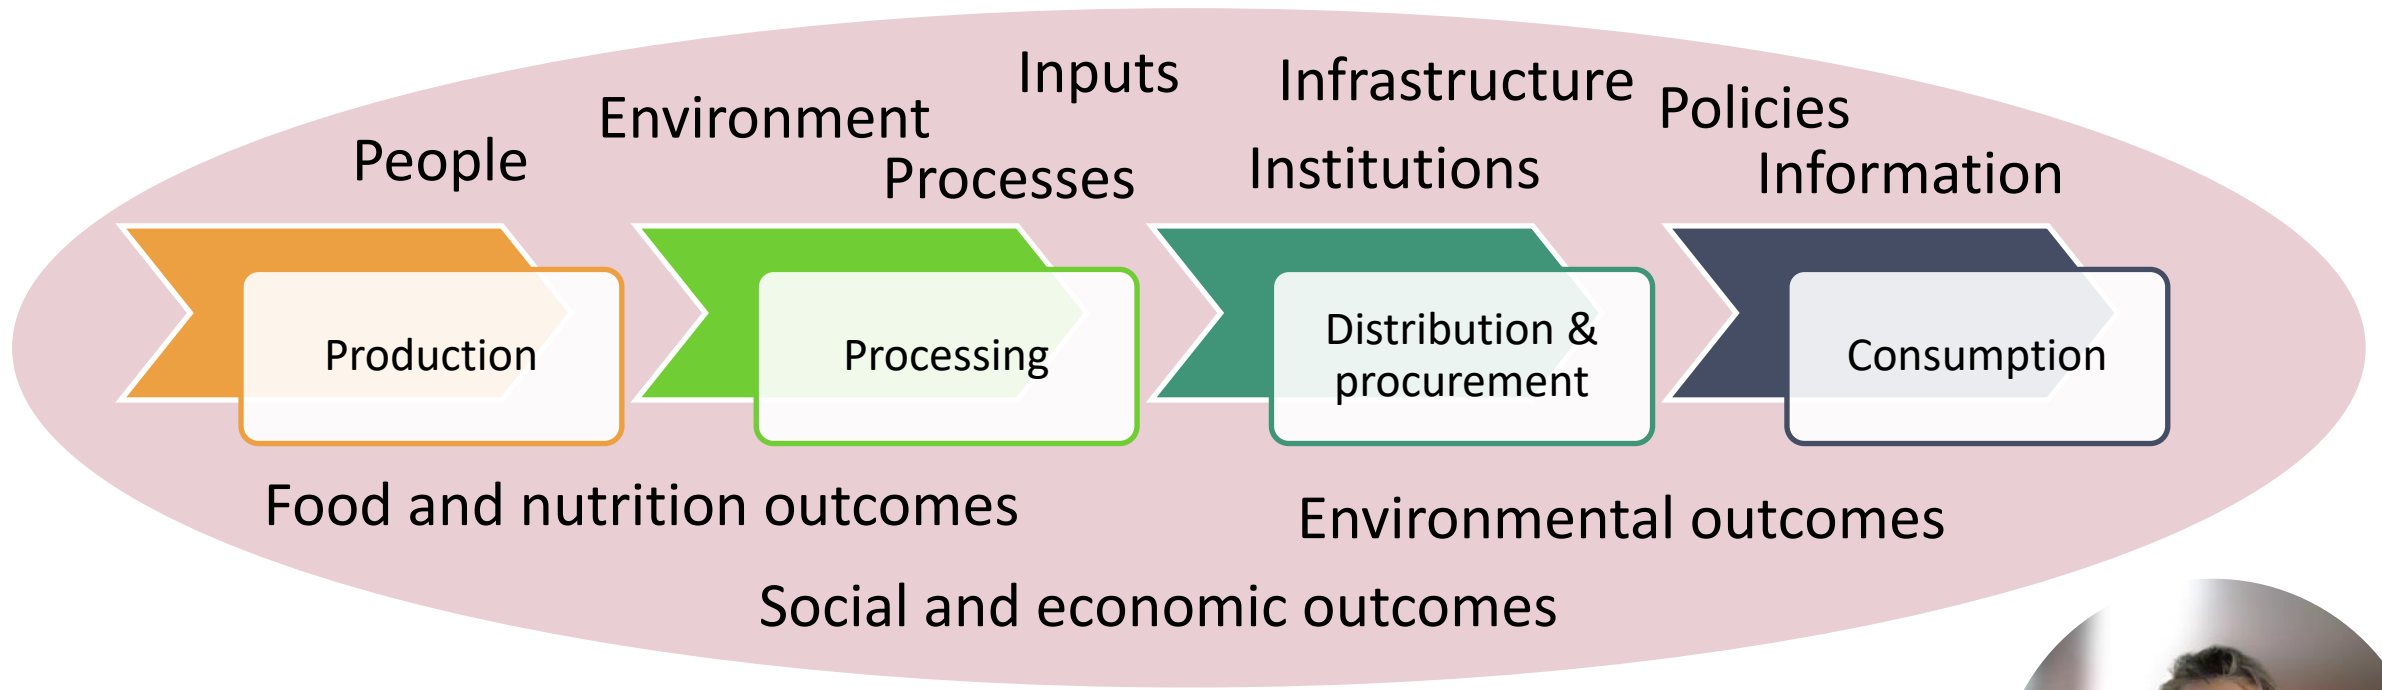 Inputs
Infrastructure
Policies
Environment
People
Processes
Institutions
Information
Production
Processing
Distribution &
procurement
Consumption
Food and nutrition outcomes
Environmental outcomes
Social and economic outcomes